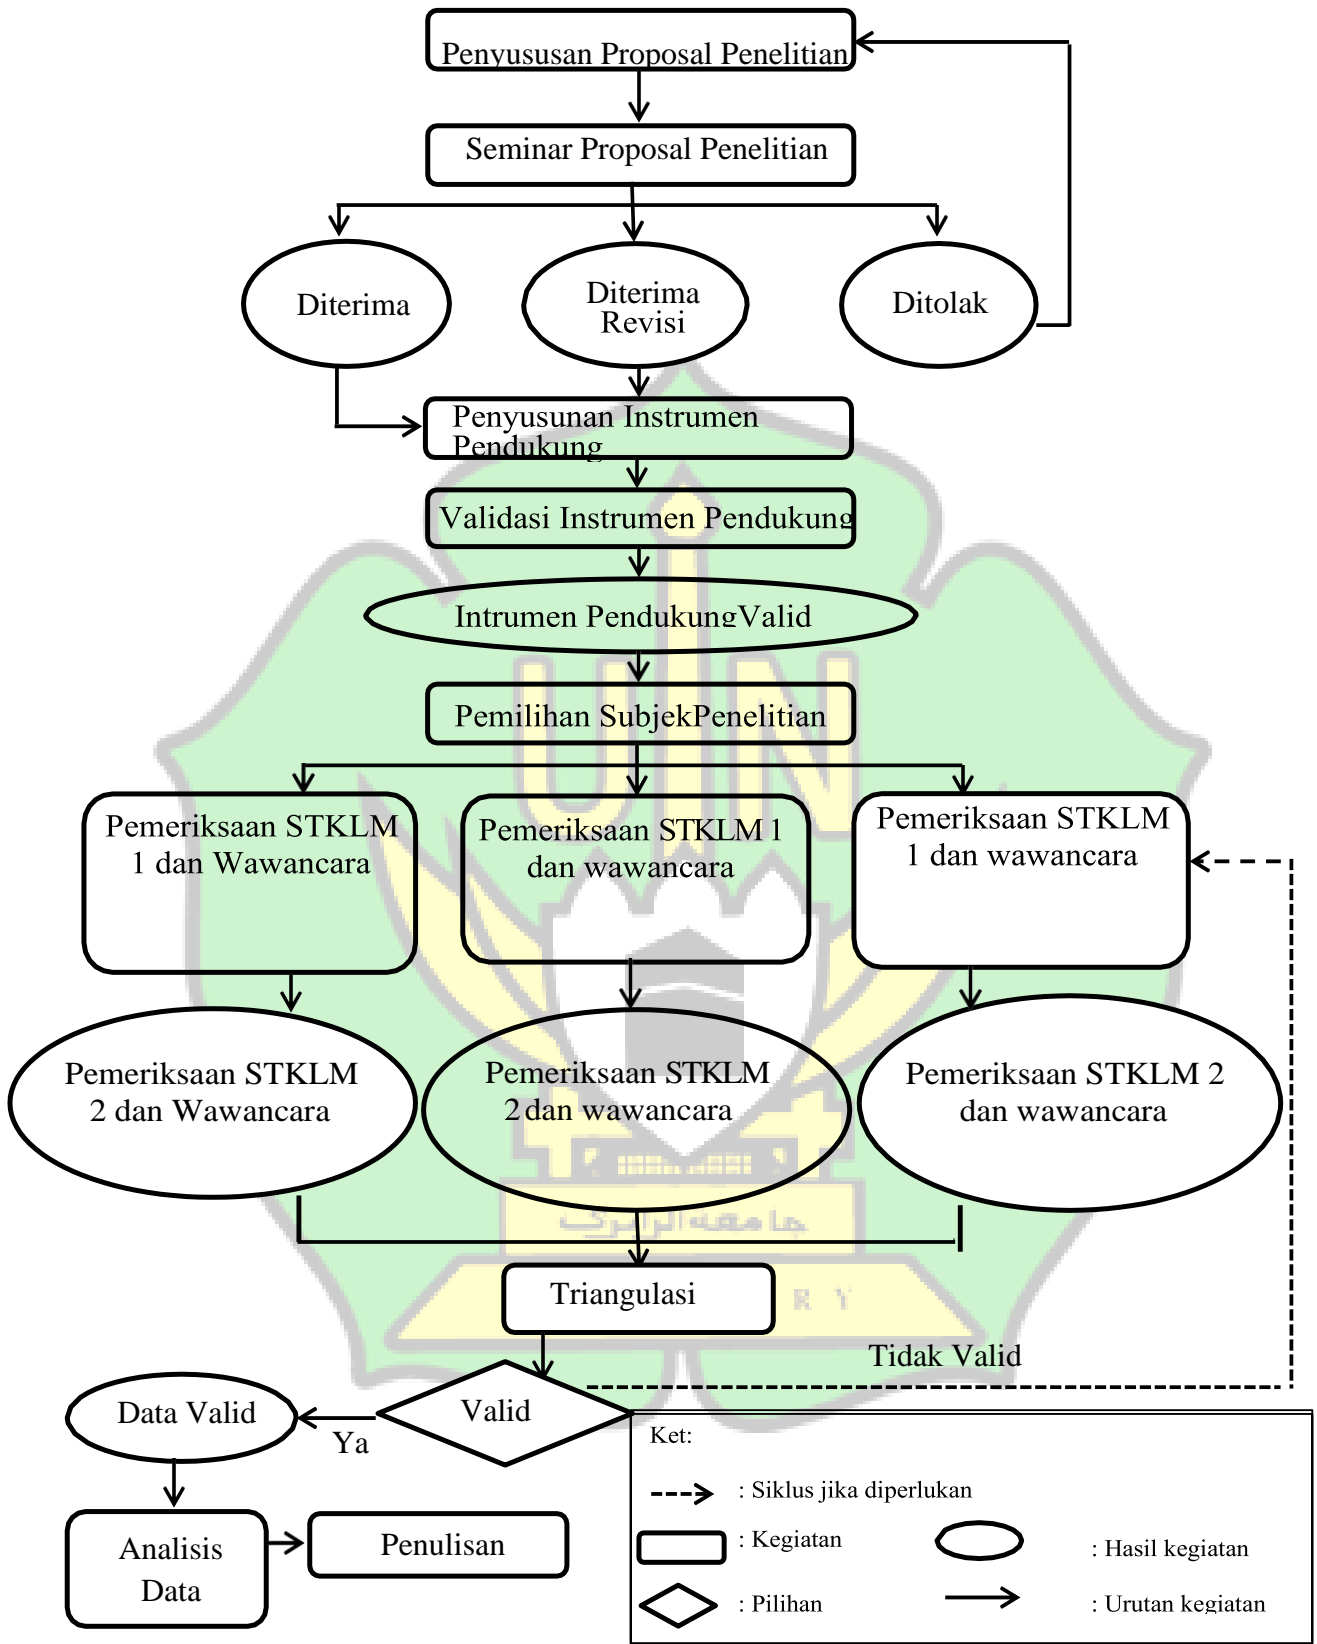 Penyususan Proposal Penelitian
Seminar Proposal Penelitian
Diterima
Diterima
Revisi
Ditolak
Penyusunan Instrumen
Pendukung
Validasi Instrumen Pendukung
Intrumen PendukungValid
UIN
Pemilihan SubjekPenelitian
Pemeriksaan STKLM
1 dan Wawancara
Pemeriksaan STKLM 1
dan wawancara
Pemeriksaan STKLM
1 dan wawancara
Pemeriksaan STKLM
2 dan Wawancara
Pemeriksaan STKLM
2 dan wawancara
Pemeriksaan STKLM 2
dan wawancara
جامعة الرانري
Triangulasi
R Y
Tidak Valid
Data Valid
Ya
Valid
Ket:
: Siklus jika diperlukan
: Kegiatan
: Hasil kegiatan
: Pilihan
: Urutan kegiatan
Analisis
Data
Penulisan